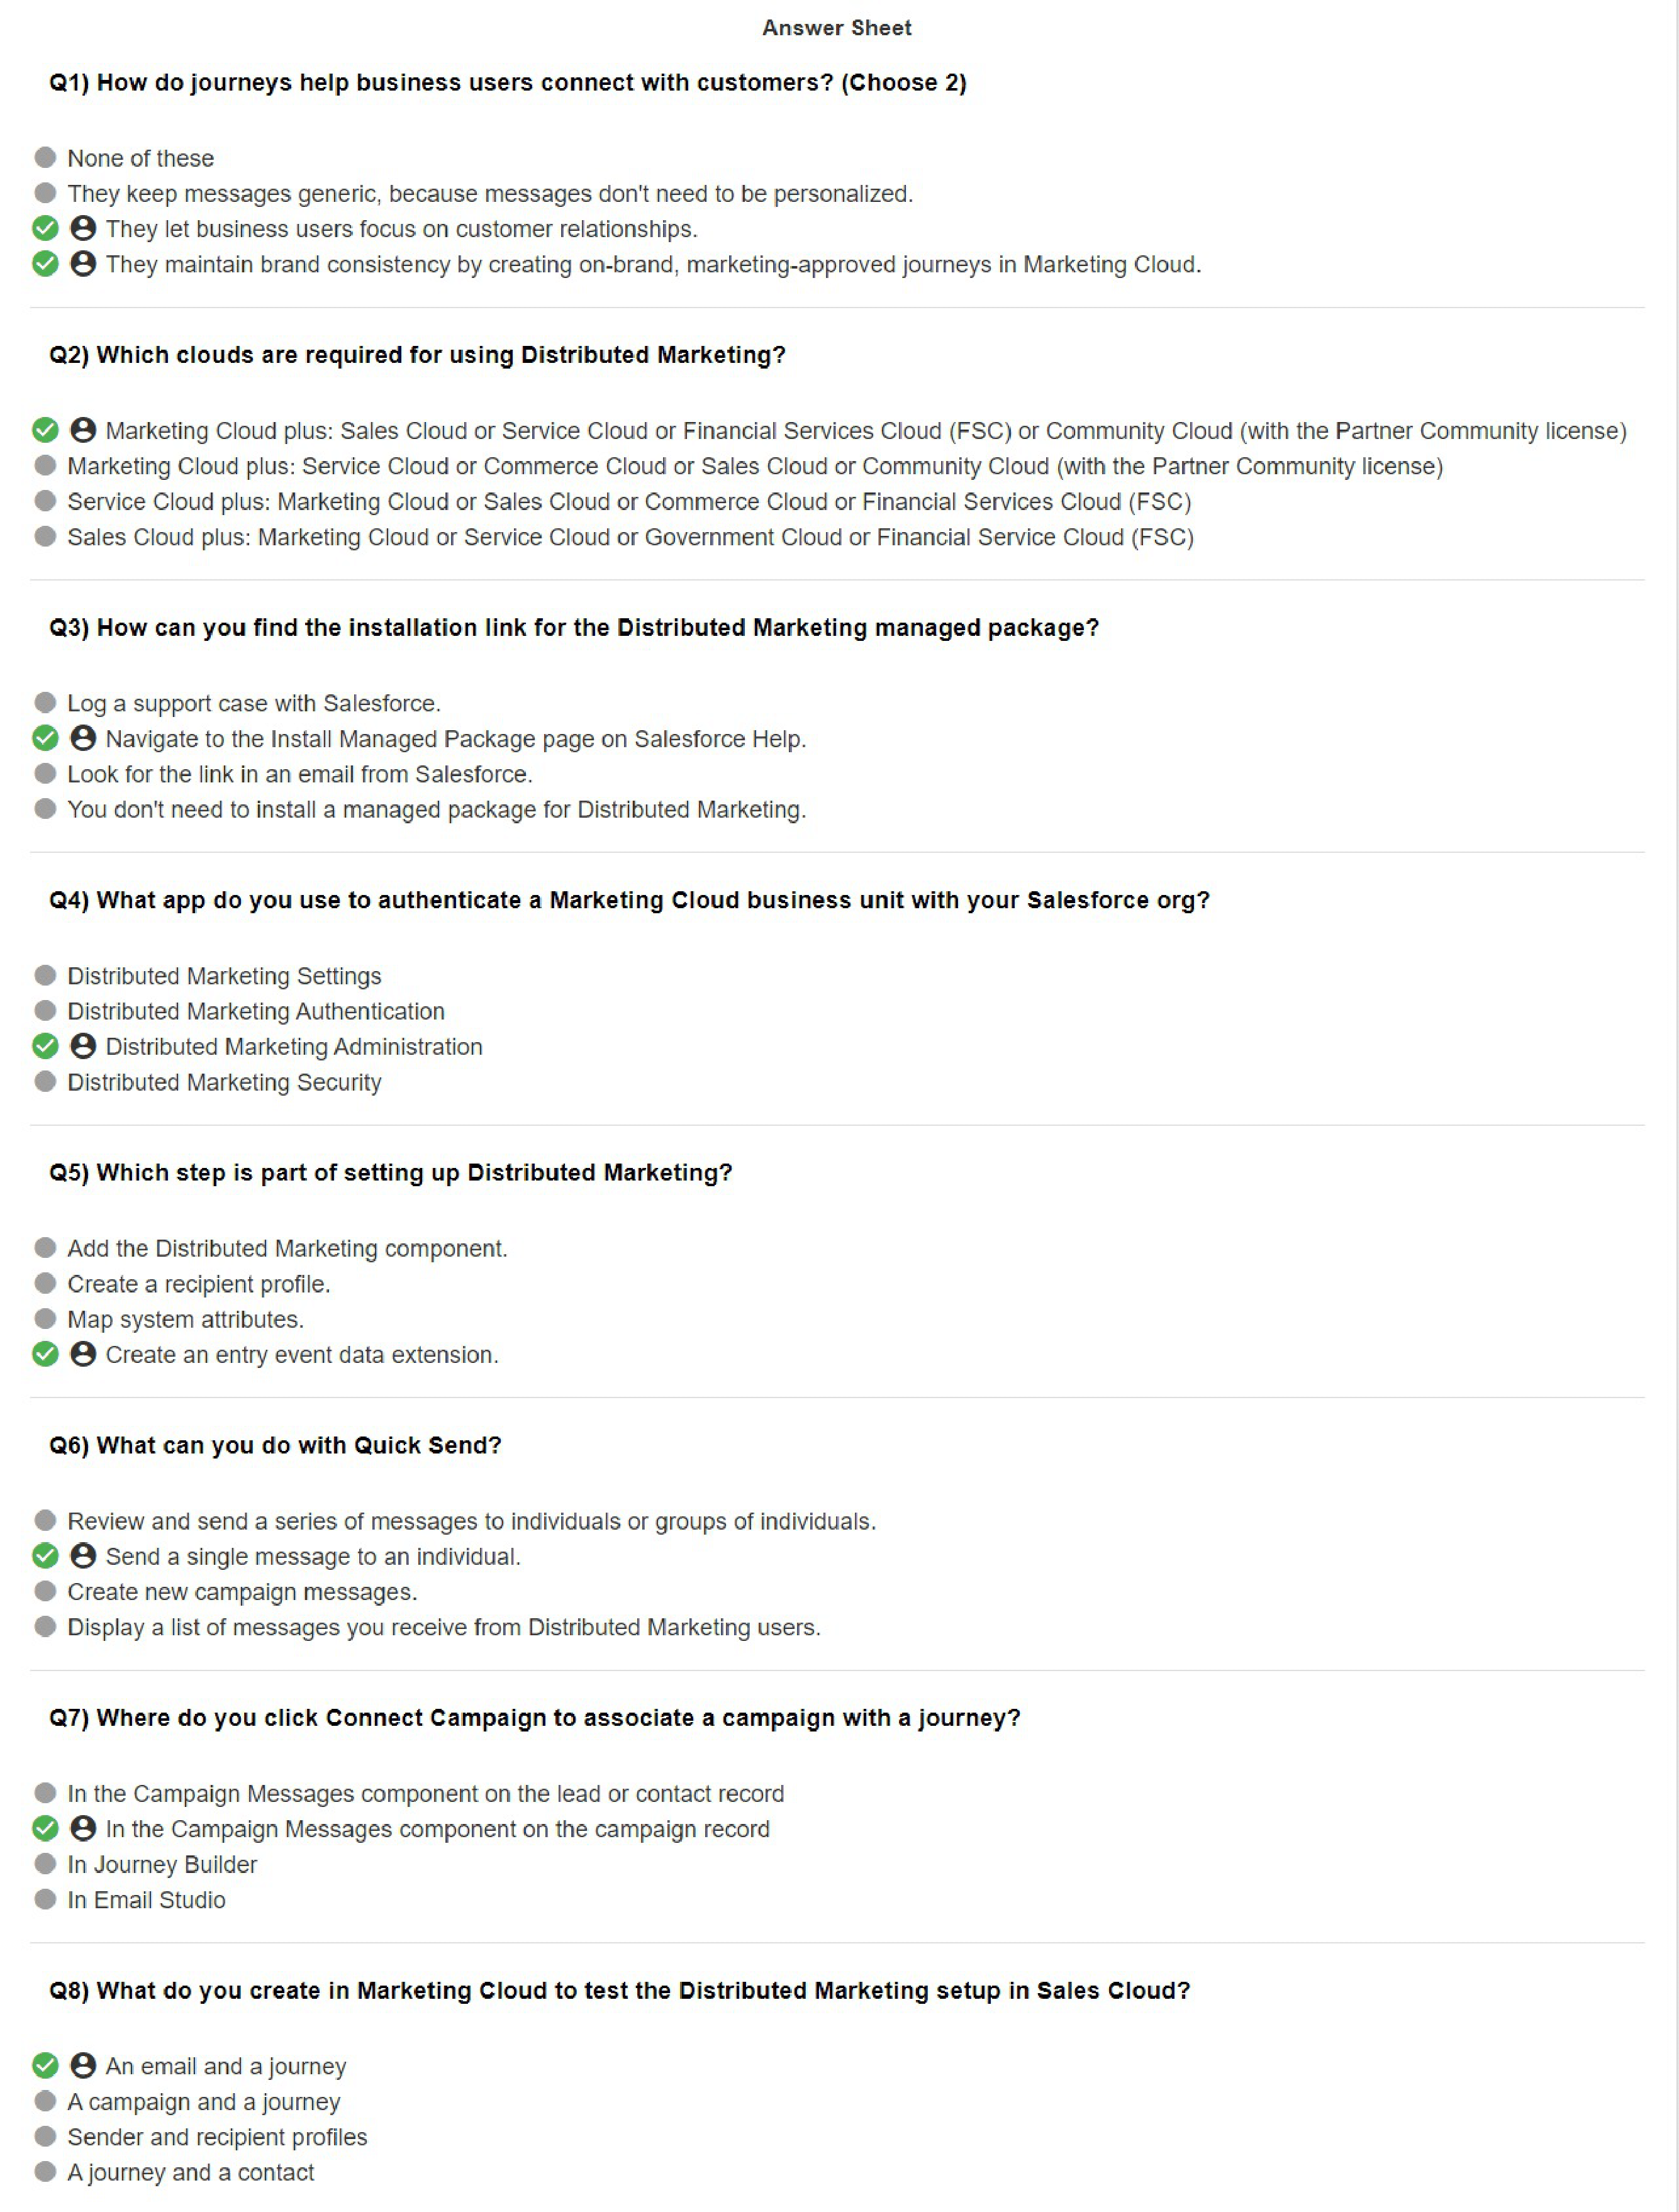 Answer Sheet
Q1) How do journeys help business users connect with customers? (Choose 2)
None of these
They keep messages generic, because messages don't need to be personalized.
They let business users focus on customer relationships.
They maintain brand consistency by creating on-brand, marketing-approved journeys in Marketing Cloud.
Q2) Which clouds are required for using Distributed Marketing?
Marketing Cloud plus: Sales Cloud or Service Cloud or Financial Services Cloud (FSC) or Community Cloud (with the Partner Community license)
Marketing Cloud plus: Service Cloud or Commerce Cloud or Sales Cloud or Community Cloud (with the Partner Community license)
Service Cloud plus: Marketing Cloud or Sales Cloud or Commerce Cloud or Financial Services Cloud (FSC)
Sales Cloud plus: Marketing Cloud or Service Cloud or Government Cloud or Financial Service Cloud (FSC)
Q3) How can you find the installation link for the Distributed Marketing managed package?
Log a support case with Salesforce.
Navigate to the Install Managed Package page on Salesforce Help.
Look for the link in an email from Salesforce.
You don't need to install a managed package for Distributed Marketing.
Q4) What app do you use to authenticate a Marketing Cloud business unit with your Salesforce org?
Distributed Marketing Settings
Distributed Marketing Authentication
Distributed Marketing Administration
Distributed Marketing Security
Q5) Which step is part of setting up Distributed Marketing?
Add the Distributed Marketing component.
Create a recipient profile.
Map system attributes.
Create an entry event data extension.
Q6) What can you do with Quick Send?
Review and send a series of messages to individuals or groups of individuals.
Send a single message to an individual.
Create new campaign messages.
Display a list of messages you receive from Distributed Marketing users.
Q7) Where do you click Connect Campaign to associate a campaign with a journey?
In the Campaign Messages component on the lead or contact record
In the Campaign Messages component on the campaign record
In Journey Builder
In Email Studio
Q8) What do you create in Marketing Cloud to test the Distributed Marketing setup in Sales Cloud?
An email and a journey
A campaign and a journey
Sender and recipient profiles
A journey and a contact